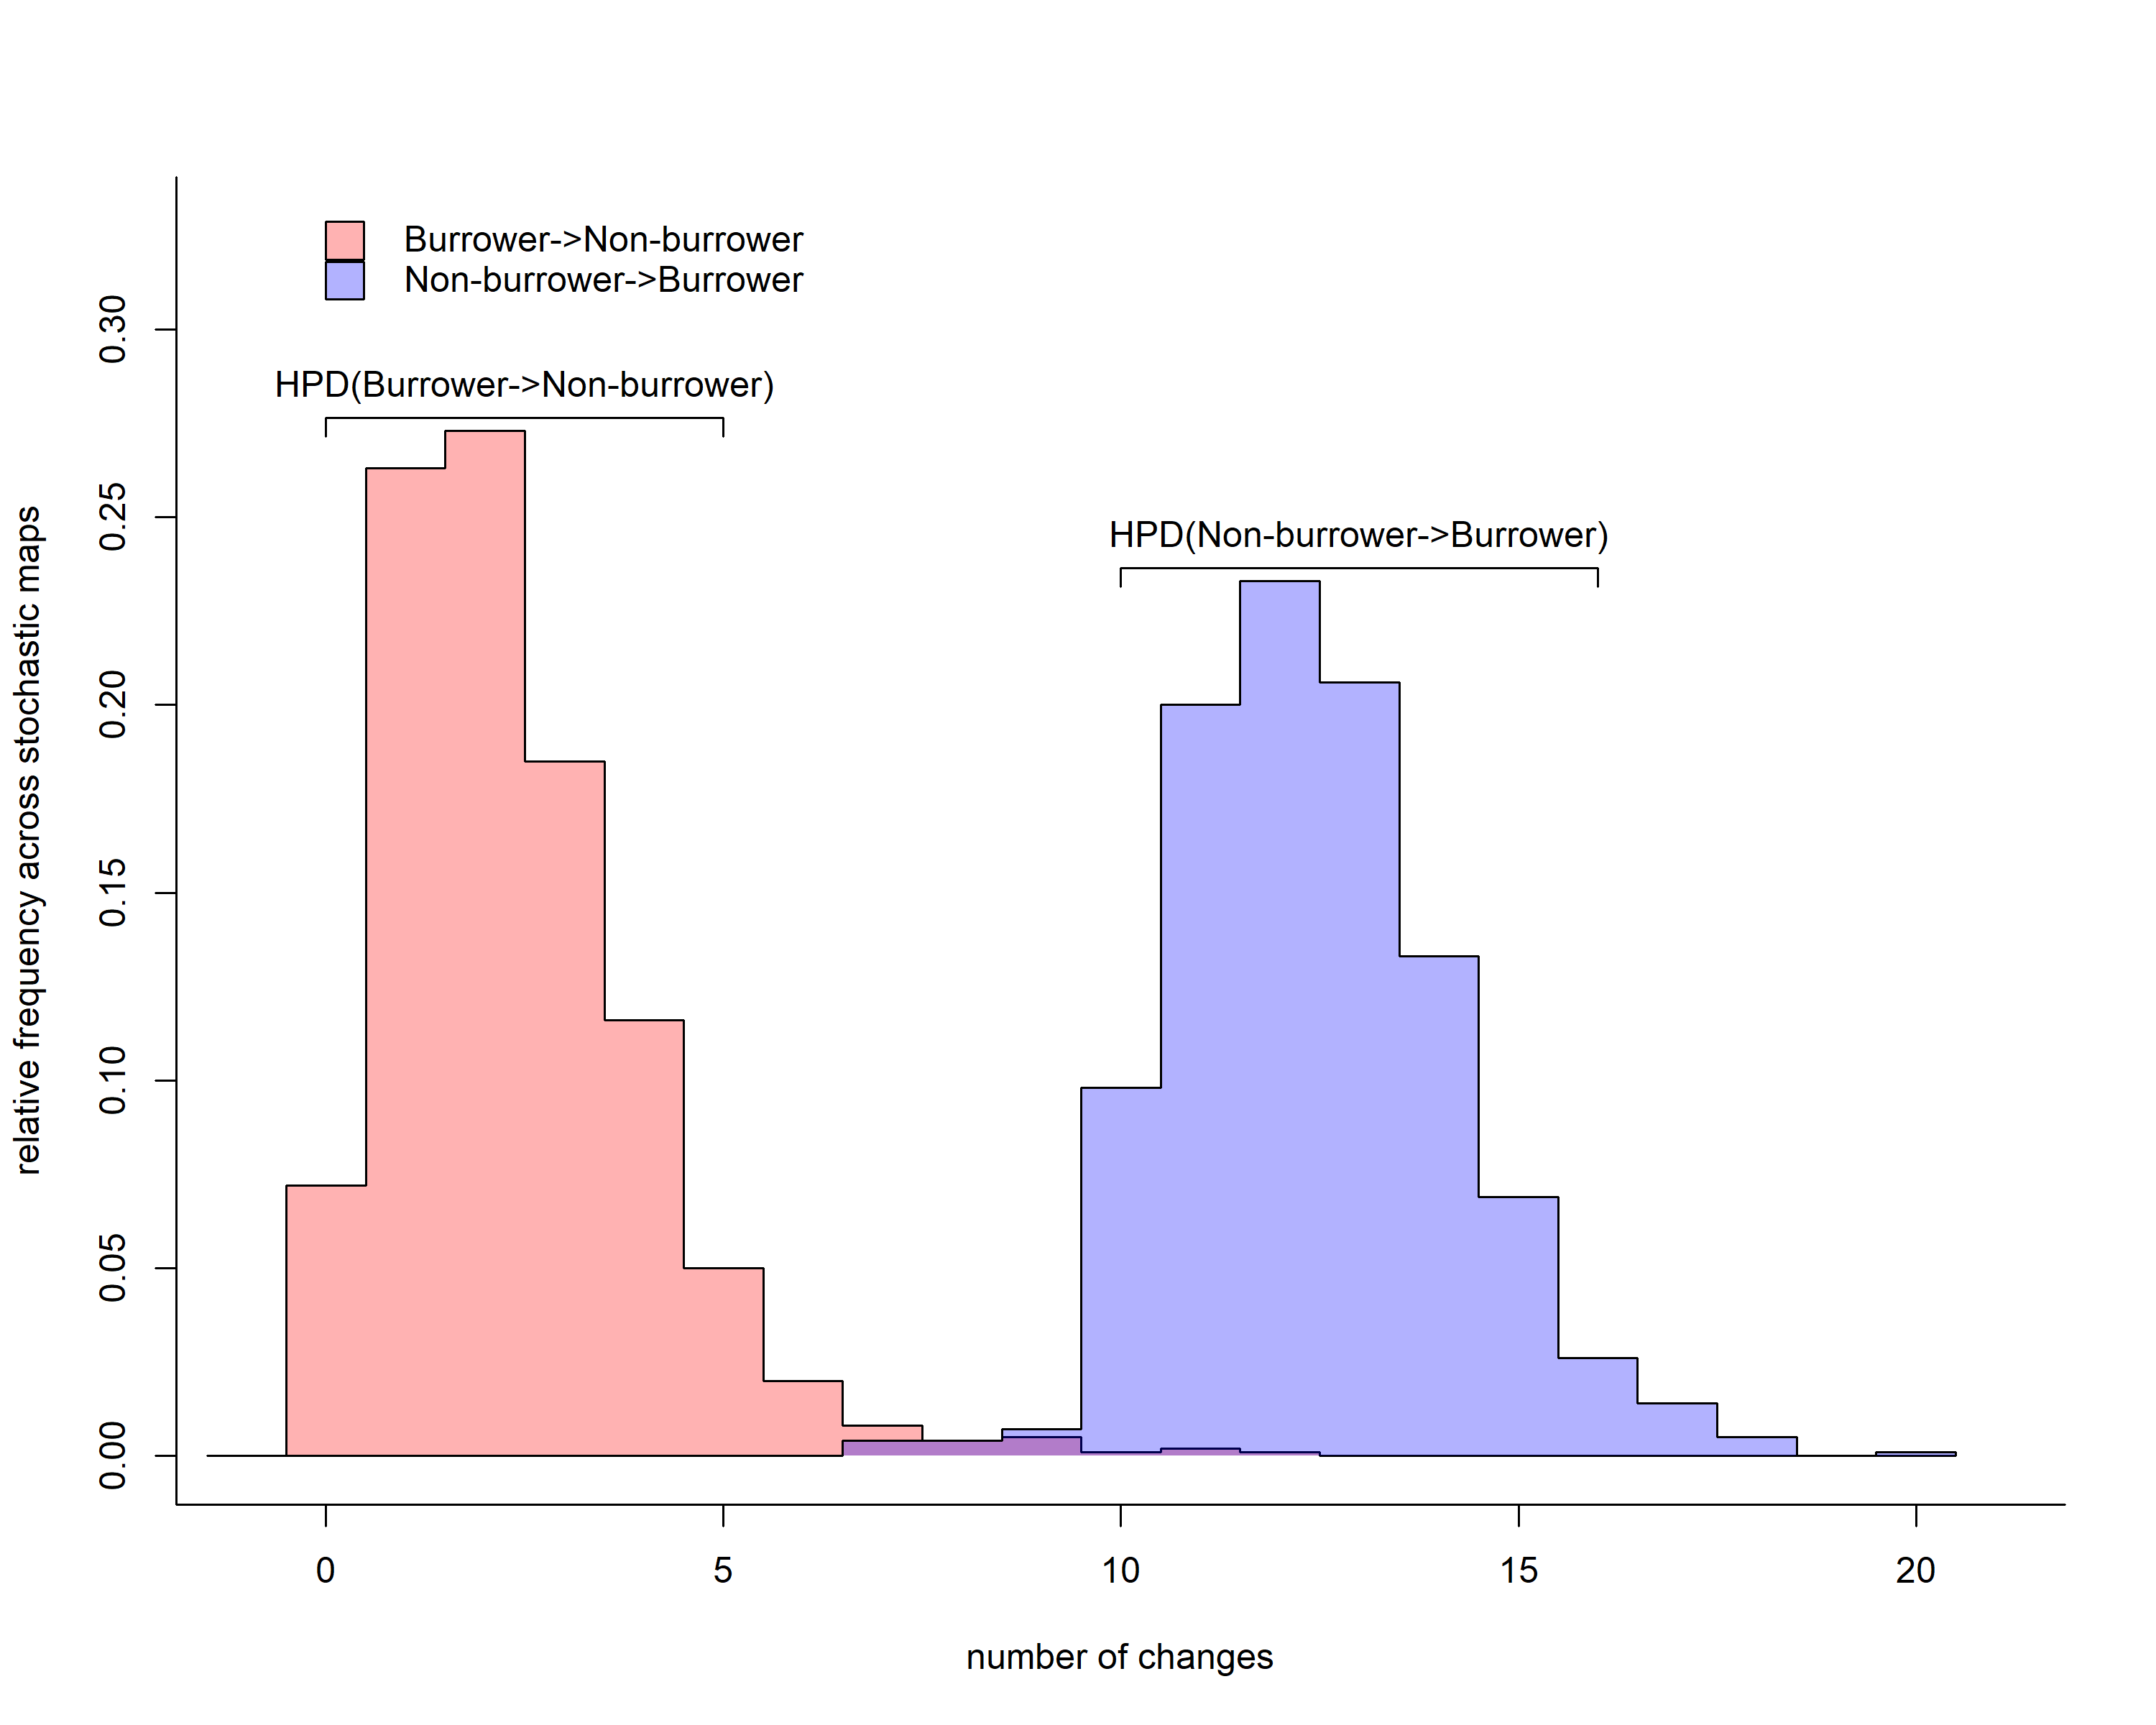 Burrower->Non-burrower
Non-burrower->Burrower
HPD(Burrower->Non-burrower)
HPD(Non-burrower->Burrower)
relative frequency across stochastic maps
0.30
0.25
0.20
0.15
0.10
0.05
0.00
0 5 10 15 20
number of changes